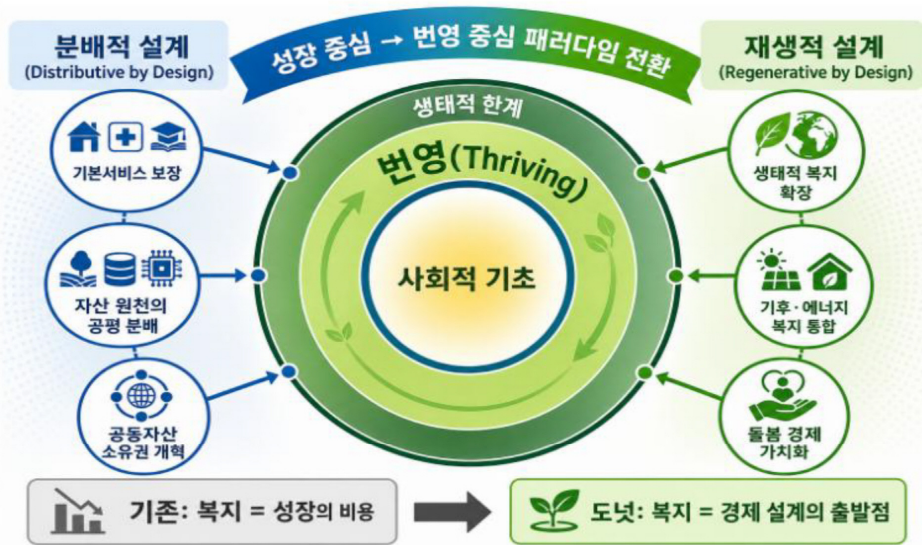 성장 중심 → 번영 중심 패러다임 전환
분배적 설계
(Distributive by Design)
기본서비스 보장
자산 원천의
공평 분배
공동자산
소유권 개혁
생태적 한계
번영(Thriving)
사회적 기초
재생적 설계
(Regenerative by Design)
생태적 복지
확장
기후·에너지
복지 통합
돌봄 경제
가치화
기존: 복지 = 성장의 비용
도넛: 복지 = 경제 설계의 출발점